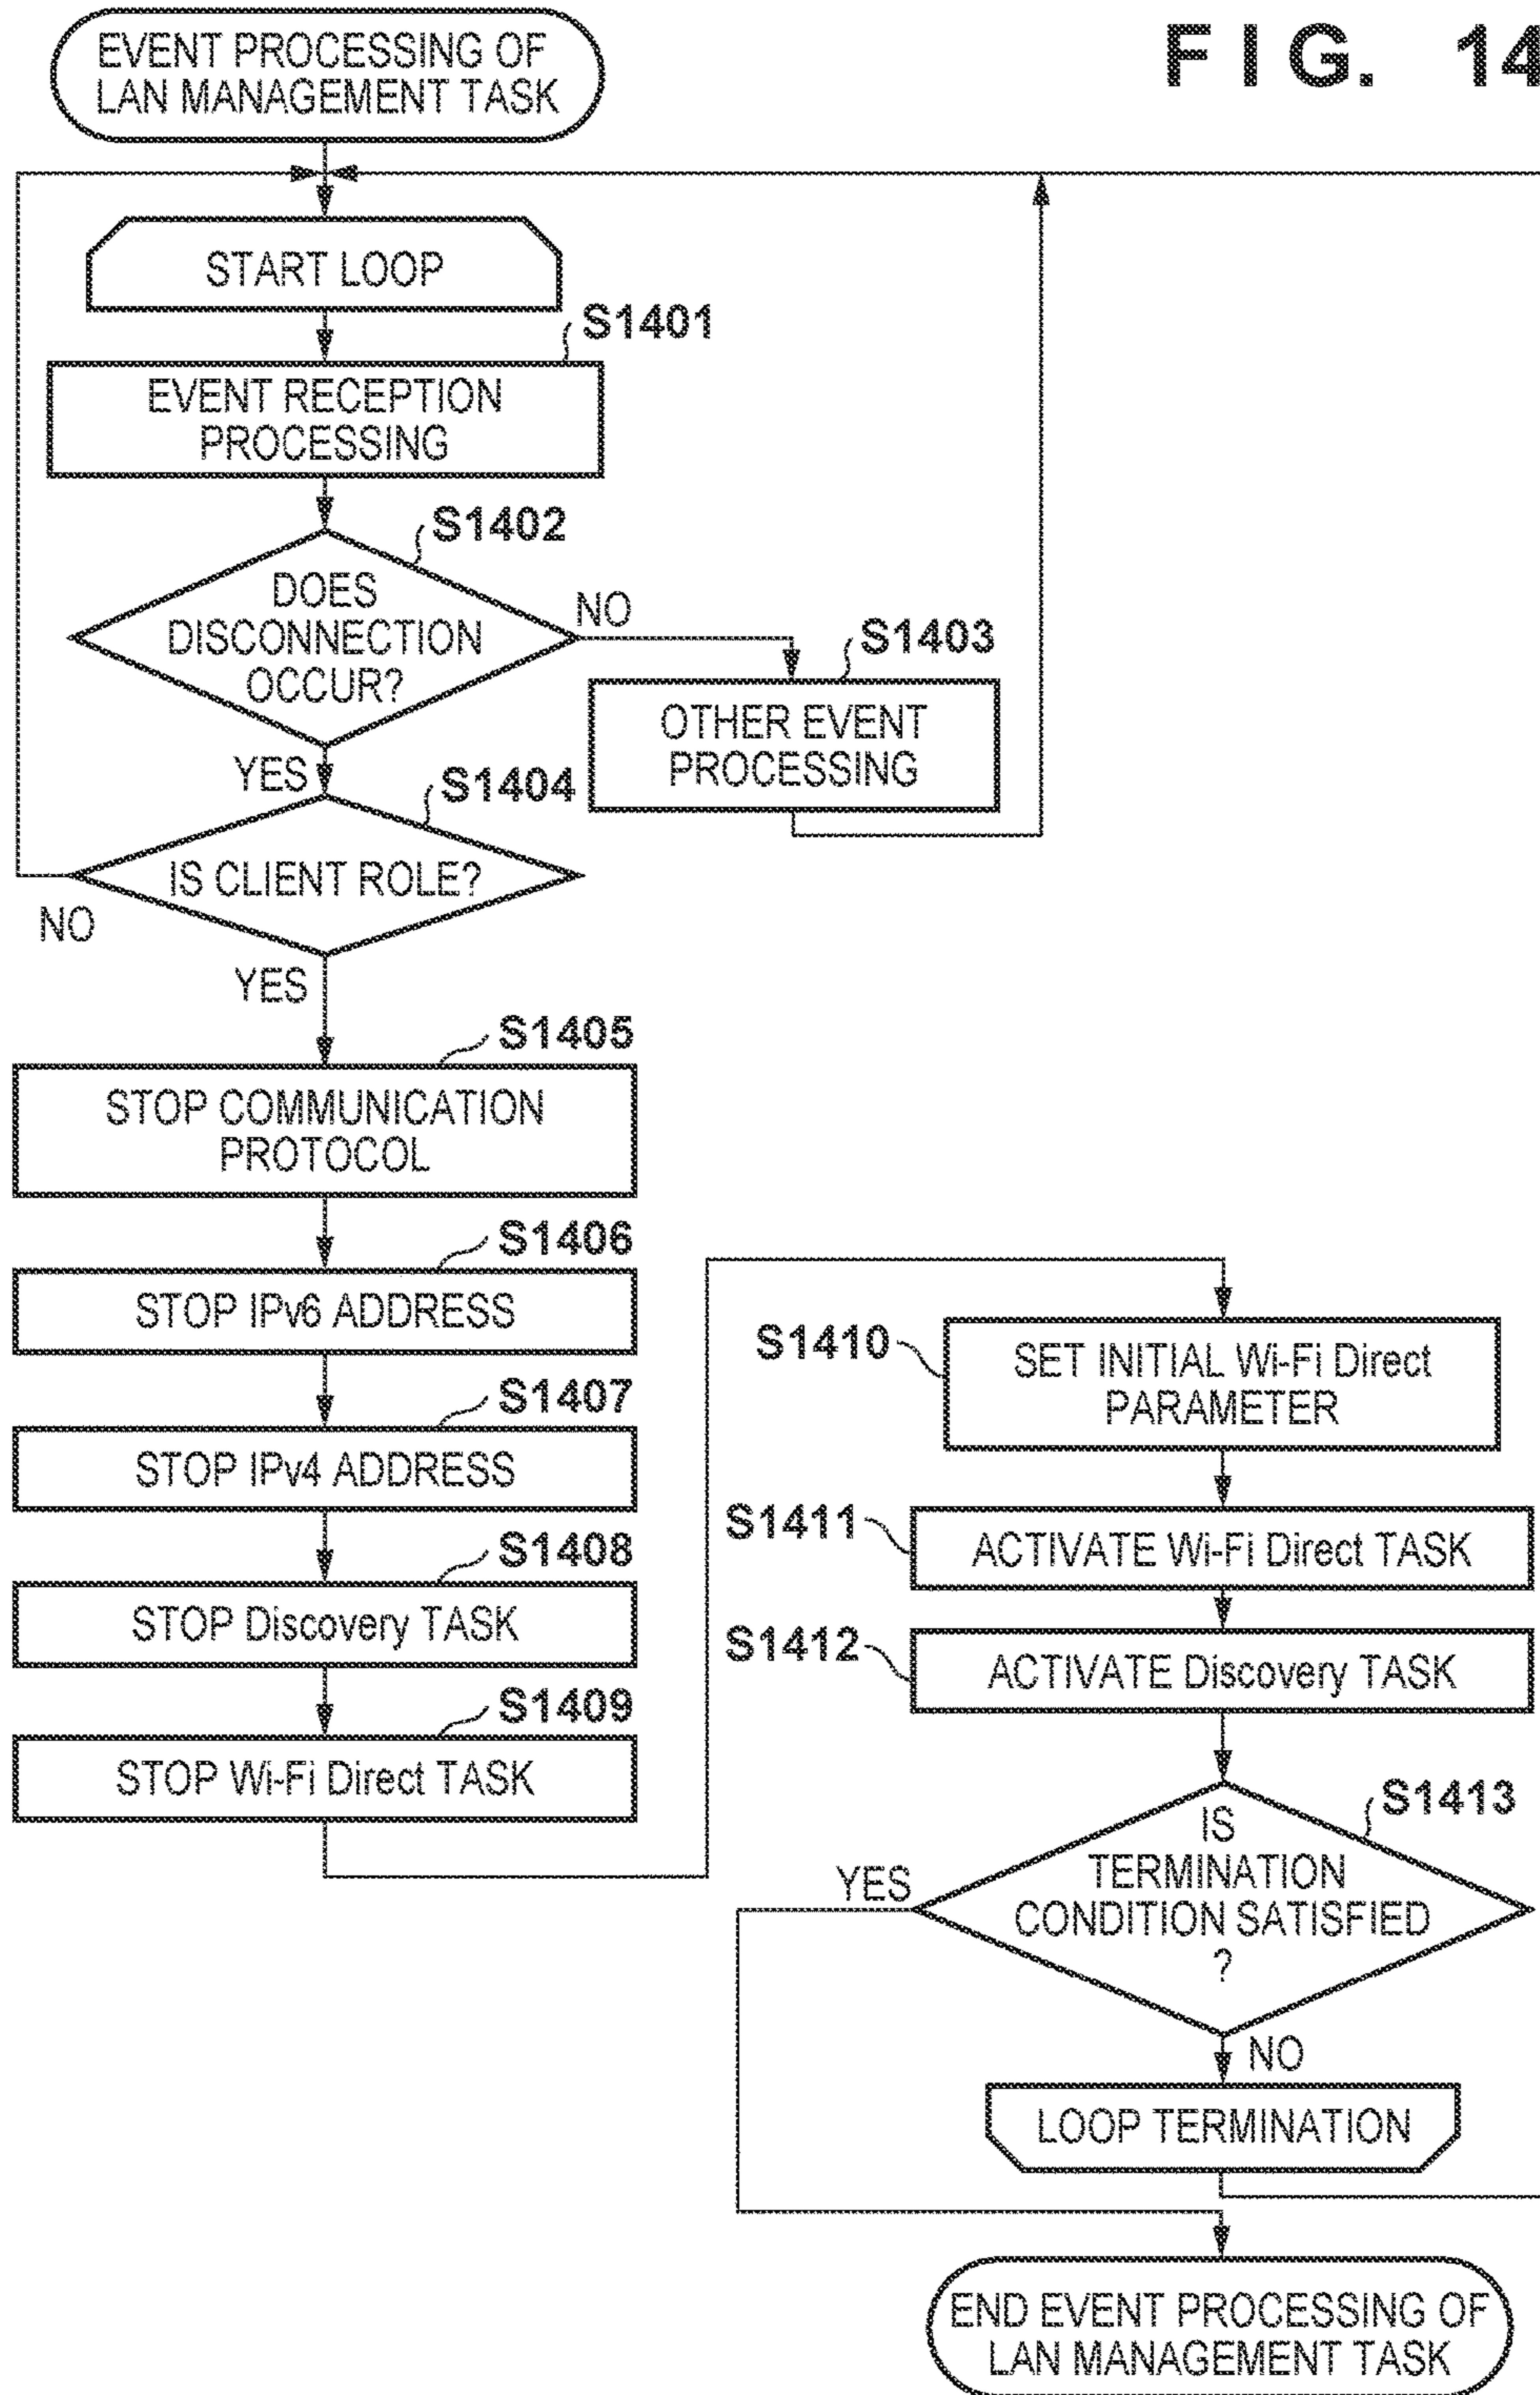 FIG. 14
EVENT PROCESSING OF
LAN MANAGEMENT TASK
START LOOP
S1401
EVENT RECEPTION
PROCESSING
S1402
DOES
DISCONNECTION
OCCUR?
NO
S1403
OTHER EVENT
PROCESSING
YES
S1404
IS CLIENT ROLE?
NO
YES
S1405
STOP COMMUNICATION
PROTOCOL
S1406
STOP IPv6 ADDRESS
S1407
STOP IPv4 ADDRESS
S1408
STOP Discovery TASK
S1409
STOP Wi-Fi Direct TASK
S1410
SET INITIAL Wi-Fi Direct
PARAMETER
S1411
ACTIVATE Wi-Fi Direct TASK
S1412
ACTIVATE Discovery TASK
S1413
IS
TERMINATION
CONDITION SATISFIED
?
YES
NO
LOOP TERMINATION
END EVENT PROCESSING OF
LAN MANAGEMENT TASK